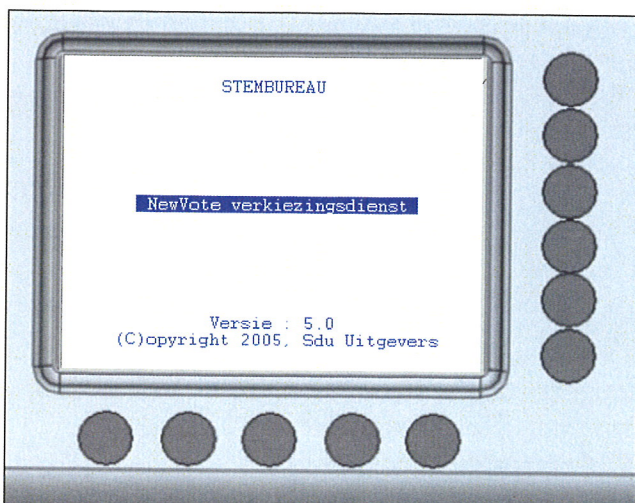 STEMBUREAU
NewVote verkiezingsdienst
Versie : 5.0
(C)opyright 2005, Sdu Uitgevers